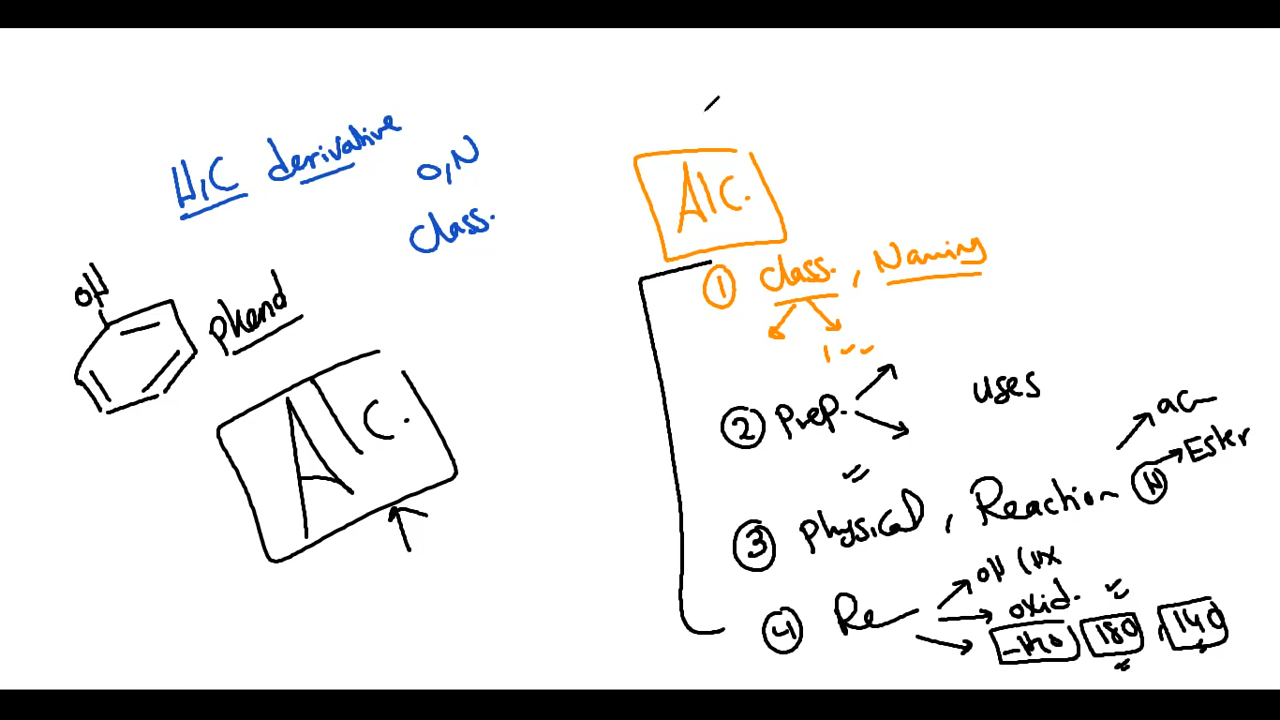 H,C derivative
O,N
class.
OH
phenol
Alc.
Alc.
① class. , Naming
1
② Prep.
uses
③ physical , Reaction Ⓗ
ac
Ester
④ Re
OH (HX
oxid.
180 , 140